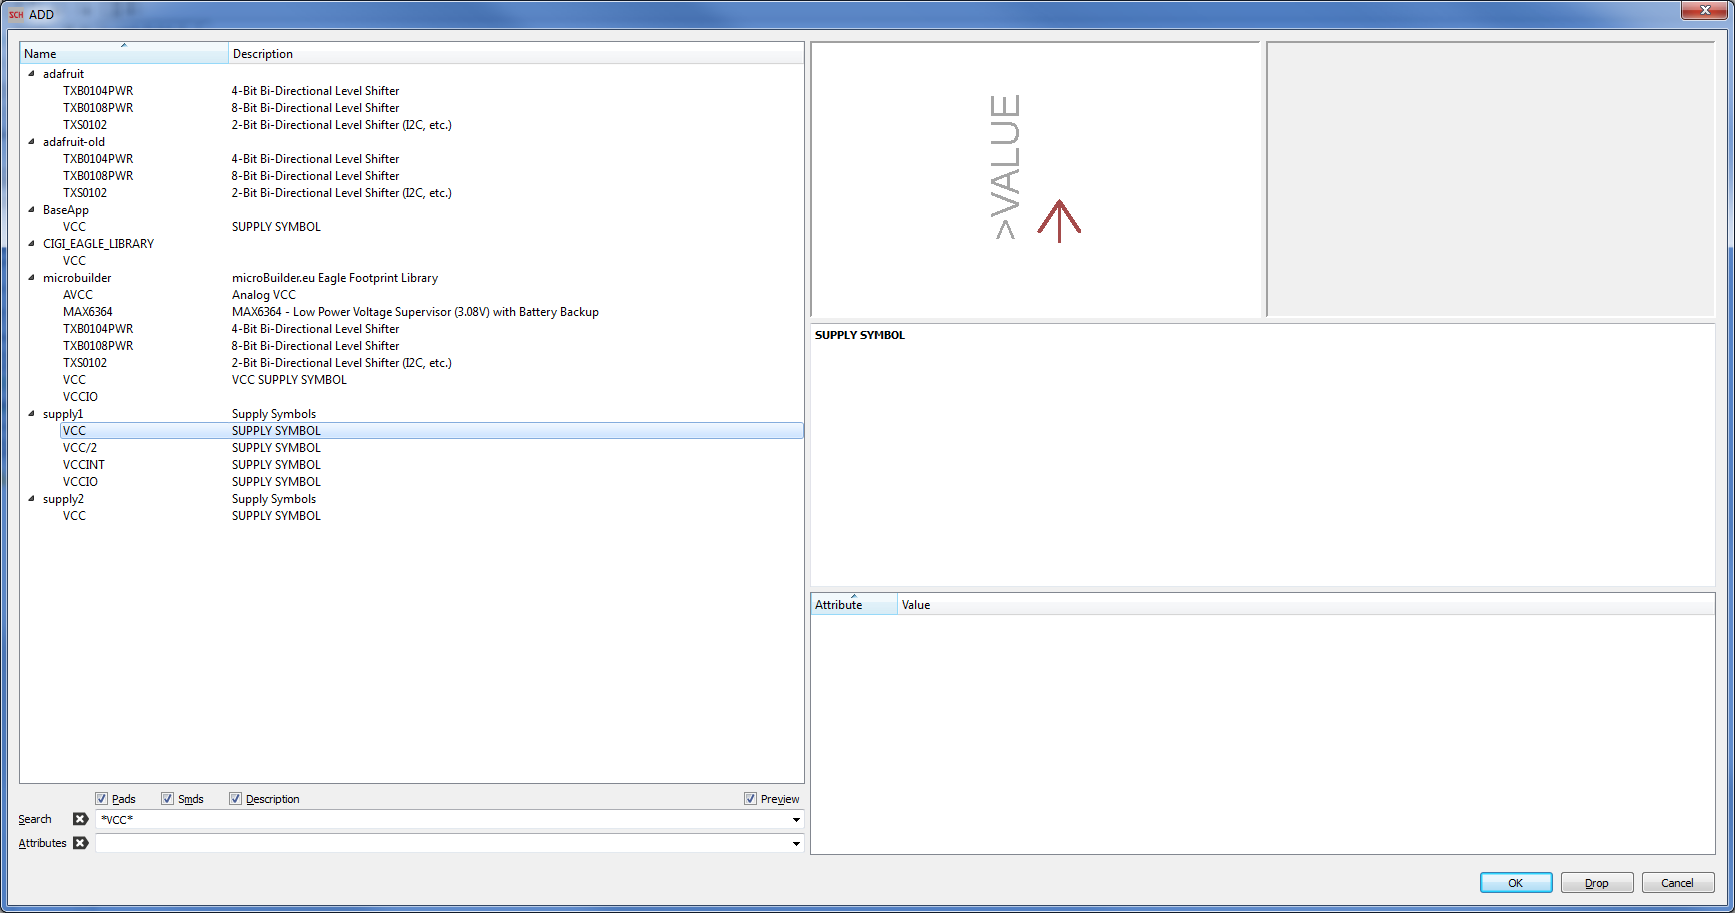 SCH ADD
Name Description
adafruit
TXB0104PWR 4-Bit Bi-Directional Level Shifter
TXB0108PWR 8-Bit Bi-Directional Level Shifter
TXS0102 2-Bit Bi-Directional Level Shifter (I2C, etc.)
adafruit-old
TXB0104PWR 4-Bit Bi-Directional Level Shifter
TXB0108PWR 8-Bit Bi-Directional Level Shifter
TXS0102 2-Bit Bi-Directional Level Shifter (I2C, etc.)
BaseApp
VCC SUPPLY SYMBOL
CIGI_EAGLE_LIBRARY
VCC
microbuilder microBuilder.eu Eagle Footprint Library
AVCC Analog VCC
MAX6364 MAX6364 - Low Power Voltage Supervisor (3.08V) with Battery Backup
TXB0104PWR 4-Bit Bi-Directional Level Shifter
TXB0108PWR 8-Bit Bi-Directional Level Shifter
TXS0102 2-Bit Bi-Directional Level Shifter (I2C, etc.)
VCC VCC SUPPLY SYMBOL
VCCIO
supply1 Supply Symbols
VCC SUPPLY SYMBOL
VCC/2 SUPPLY SYMBOL
VCCINT SUPPLY SYMBOL
VCCIO SUPPLY SYMBOL
supply2 Supply Symbols
VCC SUPPLY SYMBOL
Pads Smds Description Preview
Search *VCC*
Attributes
>VALUE
SUPPLY SYMBOL
Attribute Value
OK Drop Cancel